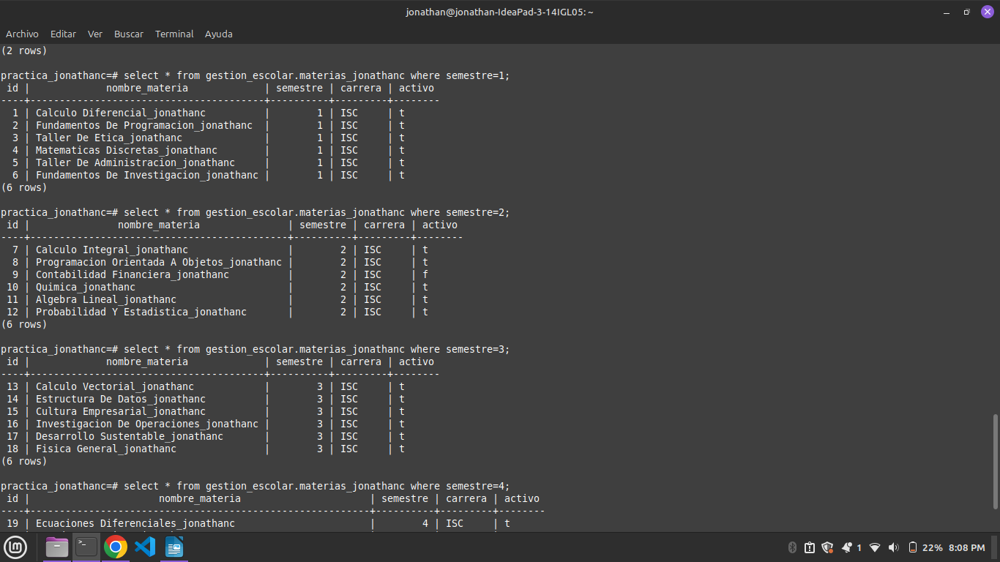 jonathan@jonathan-IdeaPad-3-14IGL05: ~
Archivo Editar Ver Buscar Terminal Ayuda
(2 rows)
practica_jonathanc=# select * from gestion_escolar.materias_jonathanc where semestre=1;
 id |             nombre_materia             | semestre | carrera | activo
----+----------------------------------------+----------+---------+--------
  1 | Calculo Diferencial_jonathanc          |        1 | ISC     | t
  2 | Fundamentos De Programacion_jonathanc  |        1 | ISC     | t
  3 | Taller De Etica_jonathanc              |        1 | ISC     | t
  4 | Matematicas Discretas_jonathanc        |        1 | ISC     | t
  5 | Taller De Administracion_jonathanc     |        1 | ISC     | t
  6 | Fundamentos De Investigacion_jonathanc |        1 | ISC     | t
(6 rows)
practica_jonathanc=# select * from gestion_escolar.materias_jonathanc where semestre=2;
 id |               nombre_materia               | semestre | carrera | activo
----+--------------------------------------------+----------+---------+--------
  7 | Calculo Integral_jonathanc                 |        2 | ISC     | t
  8 | Programacion Orientada A Objetos_jonathanc |        2 | ISC     | t
  9 | Contabilidad Financiera_jonathanc          |        2 | ISC     | f
 10 | Quimica_jonathanc                          |        2 | ISC     | t
 11 | Algebra Lineal_jonathanc                   |        2 | ISC     | t
 12 | Probabilidad Y Estadistica_jonathanc       |        2 | ISC     | t
(6 rows)
practica_jonathanc=# select * from gestion_escolar.materias_jonathanc where semestre=3;
 id |             nombre_materia             | semestre | carrera | activo
----+----------------------------------------+----------+---------+--------
 13 | Calculo Vectorial_jonathanc            |        3 | ISC     | t
 14 | Estructura De Datos_jonathanc          |        3 | ISC     | t
 15 | Cultura Empresarial_jonathanc          |        3 | ISC     | t
 16 | Investigacion De Operaciones_jonathanc |        3 | ISC     | t
 17 | Desarrollo Sustentable_jonathanc       |        3 | ISC     | t
 18 | Fisica General_jonathanc               |        3 | ISC     | t
(6 rows)
practica_jonathanc=# select * from gestion_escolar.materias_jonathanc where semestre=4;
 id |                      nombre_materia                      | semestre | carrera | activo
----+----------------------------------------------------------+----------+---------+--------
 19 | Ecuaciones Diferenciales_jonathanc                       |        4 | ISC     | t
1 22% 8:08 PM